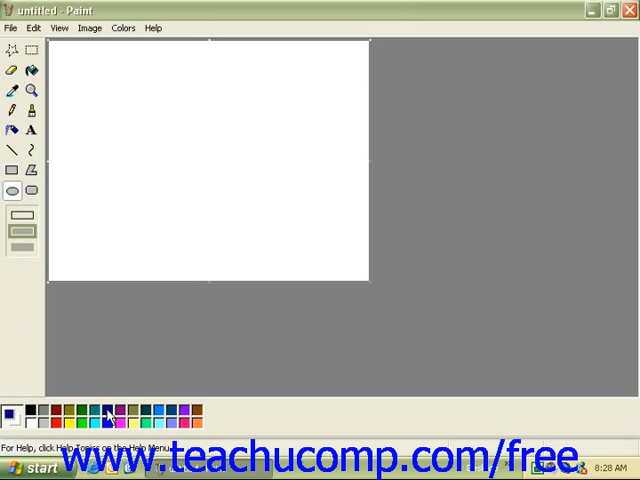 untitled - Paint
File Edit View Image Colors Help
A
For Help, click Help Topics on the Help Menu.
start
www.teachucomp.com/free
8:28 AM